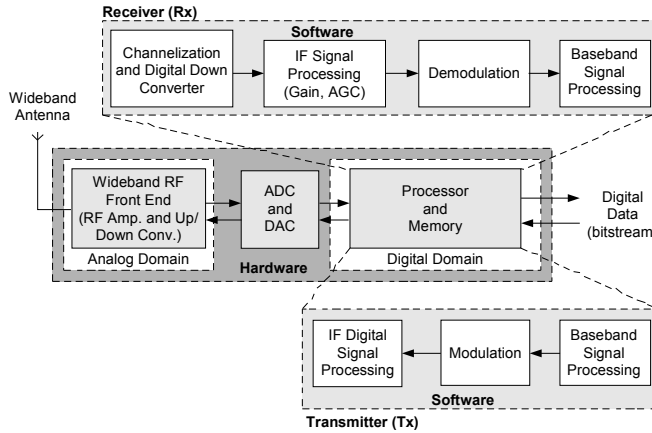 Receiver (Rx)
Software
Channelization
and Digital Down
Converter
IF Signal
Processing
(Gain, AGC)
Demodulation
Baseband
Signal
Processing
Wideband
Antenna
Wideband RF
Front End
(RF Amp. and Up/
Down Conv.)
Analog Domain
ADC
and
DAC
Hardware
Processor
and
Memory
Digital Domain
Digital
Data
(bitstream)
IF Digital
Signal
Processing
Modulation
Baseband
Signal
Processing
Software
Transmitter (Tx)